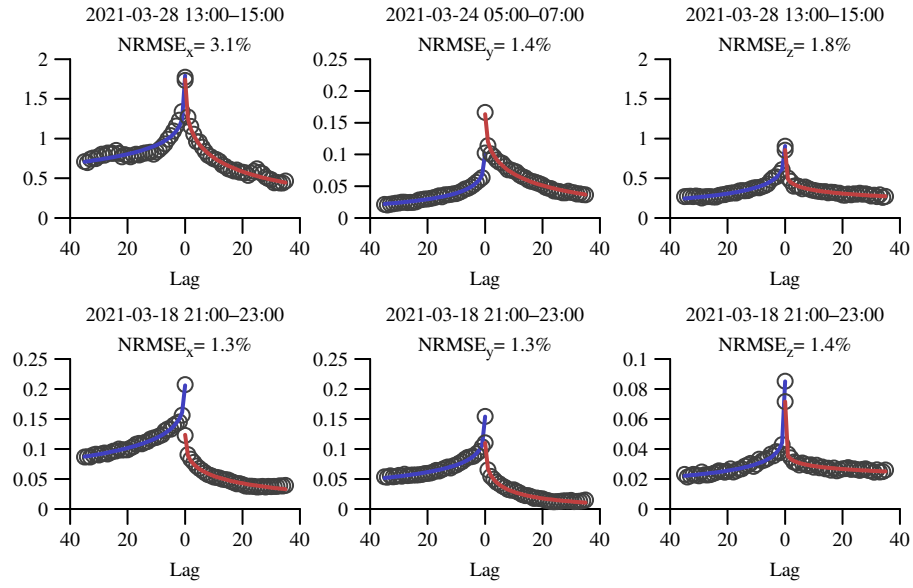 2021-03-28 13:00–15:00
NRMSEx= 3.1%
2
1.5
1
0.5
0
40 20 0 20 40
Lag
2021-03-24 05:00–07:00
NRMSEy= 1.4%
0.25
0.2
0.15
0.1
0.05
0
40 20 0 20 40
Lag
2021-03-28 13:00–15:00
NRMSEz= 1.8%
2
1.5
1
0.5
0
40 20 0 20 40
Lag
2021-03-18 21:00–23:00
NRMSEx= 1.3%
0.25
0.2
0.15
0.1
0.05
0
40 20 0 20 40
Lag
2021-03-18 21:00–23:00
NRMSEy= 1.3%
0.25
0.2
0.15
0.1
0.05
0
40 20 0 20 40
Lag
2021-03-18 21:00–23:00
NRMSEz= 1.4%
0.1
0.08
0.06
0.04
0.02
0
40 20 0 20 40
Lag